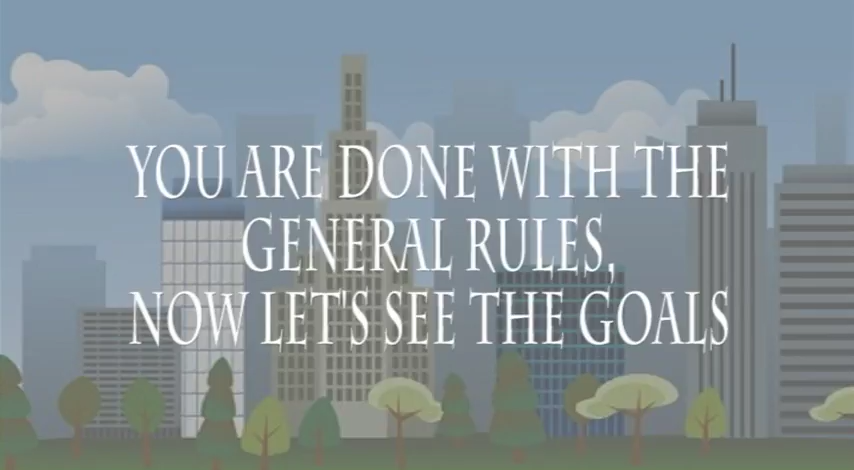 YOU ARE DONE WITH THE
GENERAL RULES,
NOW LET'S SEE THE GOALS